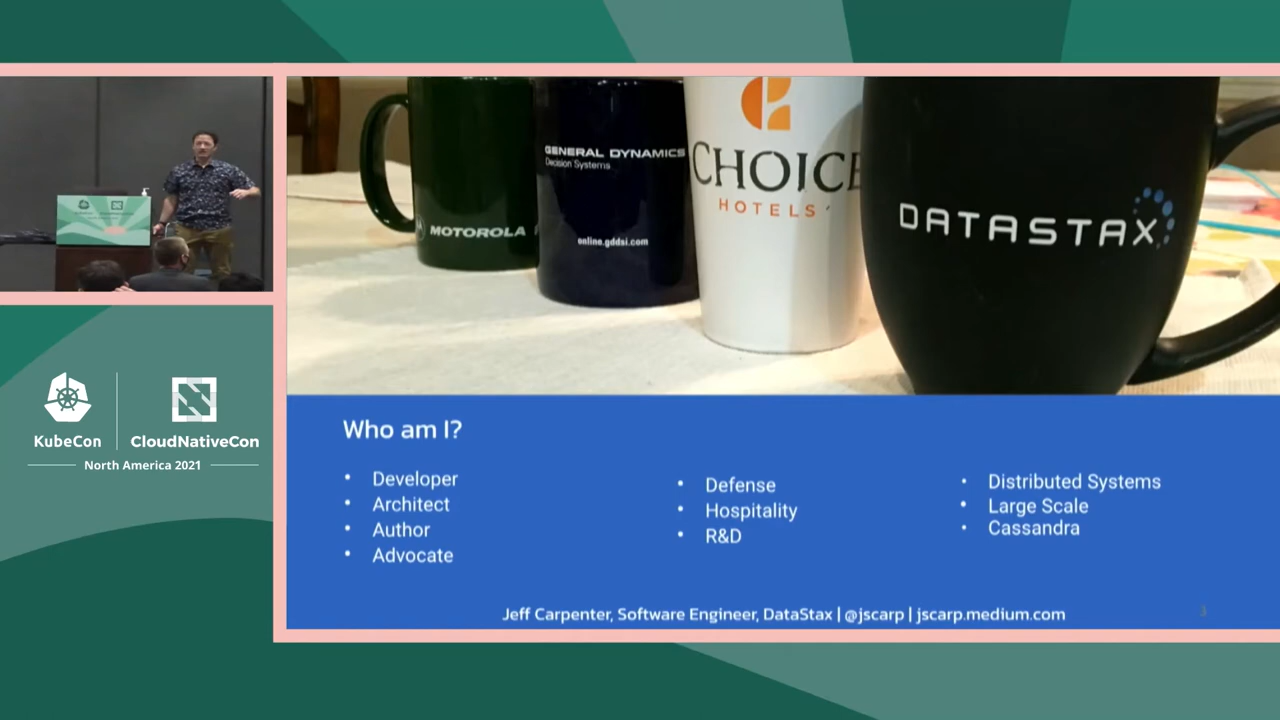 MOTOROLA
GENERAL DYNAMICS
Decision Systems
online.gddsi.com
CHOICE
HOTELS
DATASTAX
KubeCon
CloudNativeCon
North America 2021
Who am I?
• Developer
• Architect
• Author
• Advocate
• Defense
• Hospitality
• R&D
• Distributed Systems
• Large Scale
• Cassandra
Jeff Carpenter, Software Engineer, DataStax | @jscarp | jscarp.medium.com
3